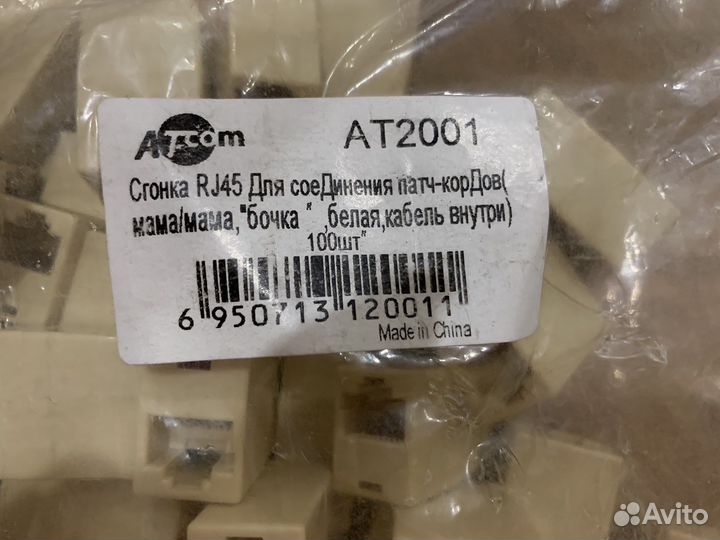 ATcom
AT2001
Сгонка RJ45 Для соеДинения патч-корДов(
мама/мама,"бочка " ,белая,кабель внутри)
100шт"
6 950713 120011
Made in China
Avito